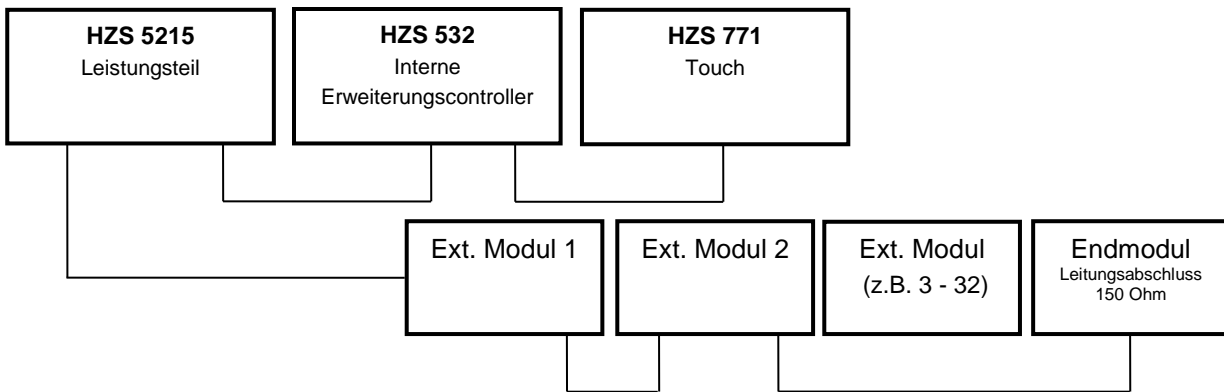 HZS 5215
Leistungsteil
HZS 532
Interne
Erweiterungscontroller
HZS 771
Touch
Ext. Modul 1
Ext. Modul 2
Ext. Modul
(z.B. 3 - 32)
Endmodul
Leitungsabschluss
150 Ohm